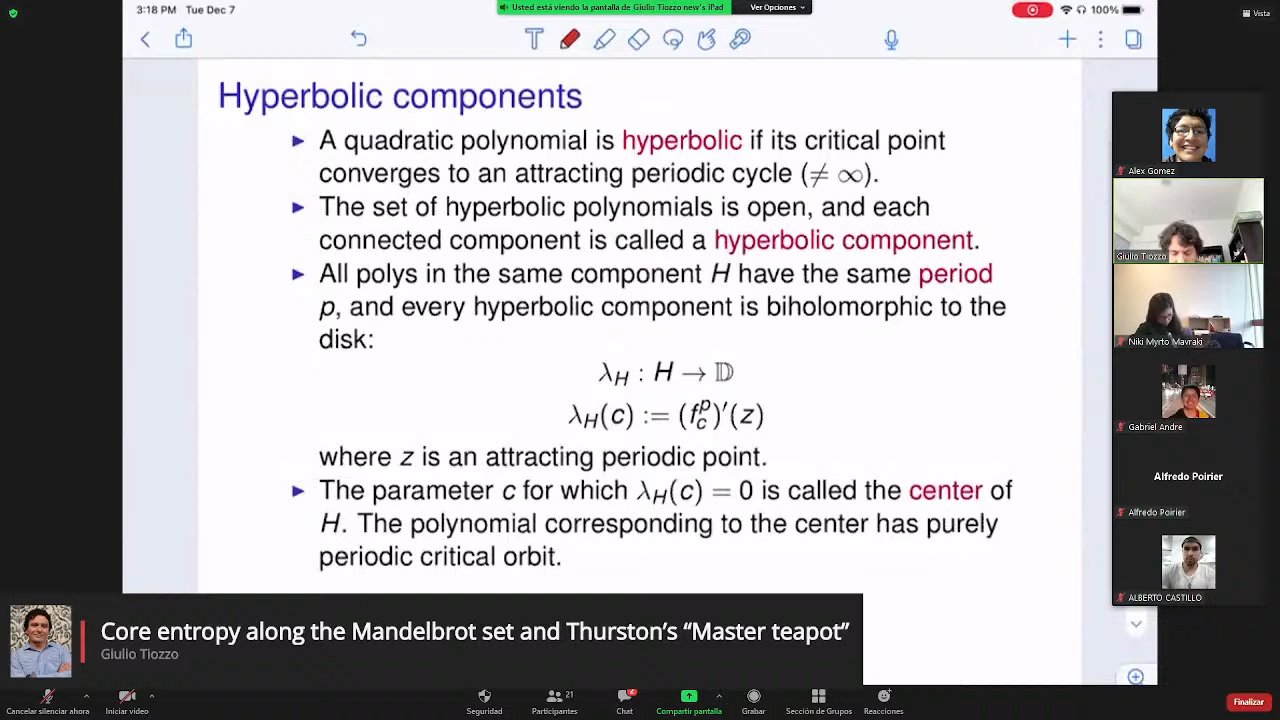 3:18 PM Tue Dec 7
Usted está viendo la pantalla de Giulio Tiozzo new's iPad
Ver Opciones
100%
Vista
Hyperbolic components
A quadratic polynomial is hyperbolic if its critical point
converges to an attracting periodic cycle (≠ ∞).
The set of hyperbolic polynomials is open, and each
connected component is called a hyperbolic component.
All polys in the same component H have the same period
p, and every hyperbolic component is biholomorphic to the
disk:
λ_H : H → 𝔻
λ_H(c) := (f_c^p)′(z)
where z is an attracting periodic point.
The parameter c for which λ_H(c) = 0 is called the center of
H. The polynomial corresponding to the center has purely
periodic critical orbit.
Alex Gomez
Giulio Tiozzo
Niki Myrto Mavraki
Gabriel Andre
Alfredo Poirier
Alfredo Poirier
ALBERTO CASTILLO
Core entropy along the Mandelbrot set and Thurston's “Master teapot”
Giulio Tiozzo
Cancelar silenciar ahora
Iniciar video
Seguridad
21
Participantes
2
Chat
Compartir pantalla
Grabar
Sección de Grupos
Reacciones
Finalizar